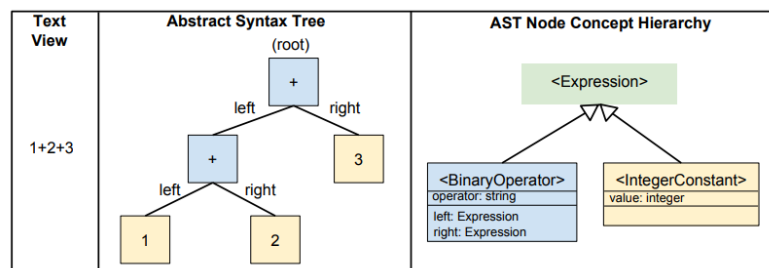 Text
View
Abstract Syntax Tree
AST Node Concept Hierarchy
1+2+3
(root)
+
left
right
+
3
left
right
1
2
<Expression>
<BinaryOperator>
operator: string
left: Expression
right: Expression
<IntegerConstant>
value: integer